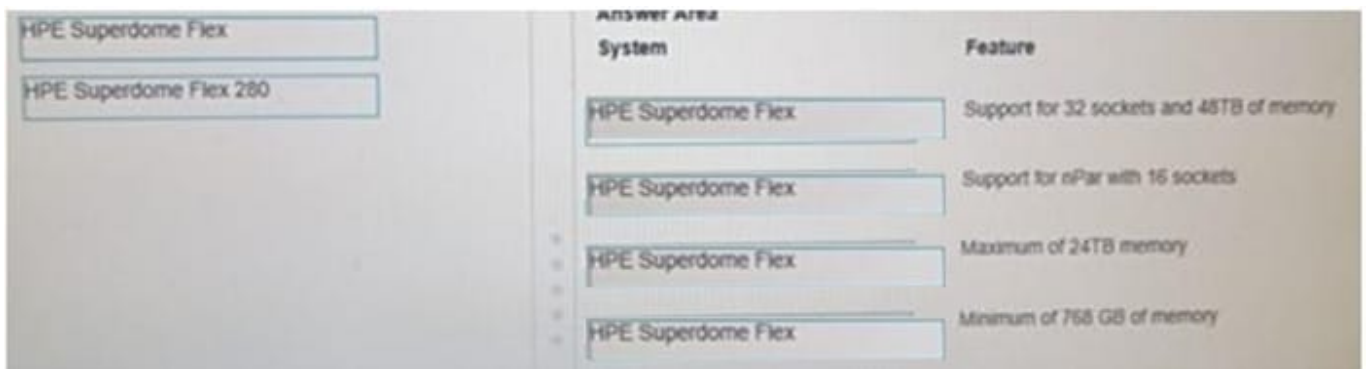 HPE Superdome Flex
HPE Superdome Flex 280
Answer Area
System Feature
HPE Superdome Flex Support for 32 sockets and 48TB of memory
HPE Superdome Flex Support for nPar with 16 sockets
HPE Superdome Flex Maximum of 24TB memory
HPE Superdome Flex Minimum of 768 GB of memory